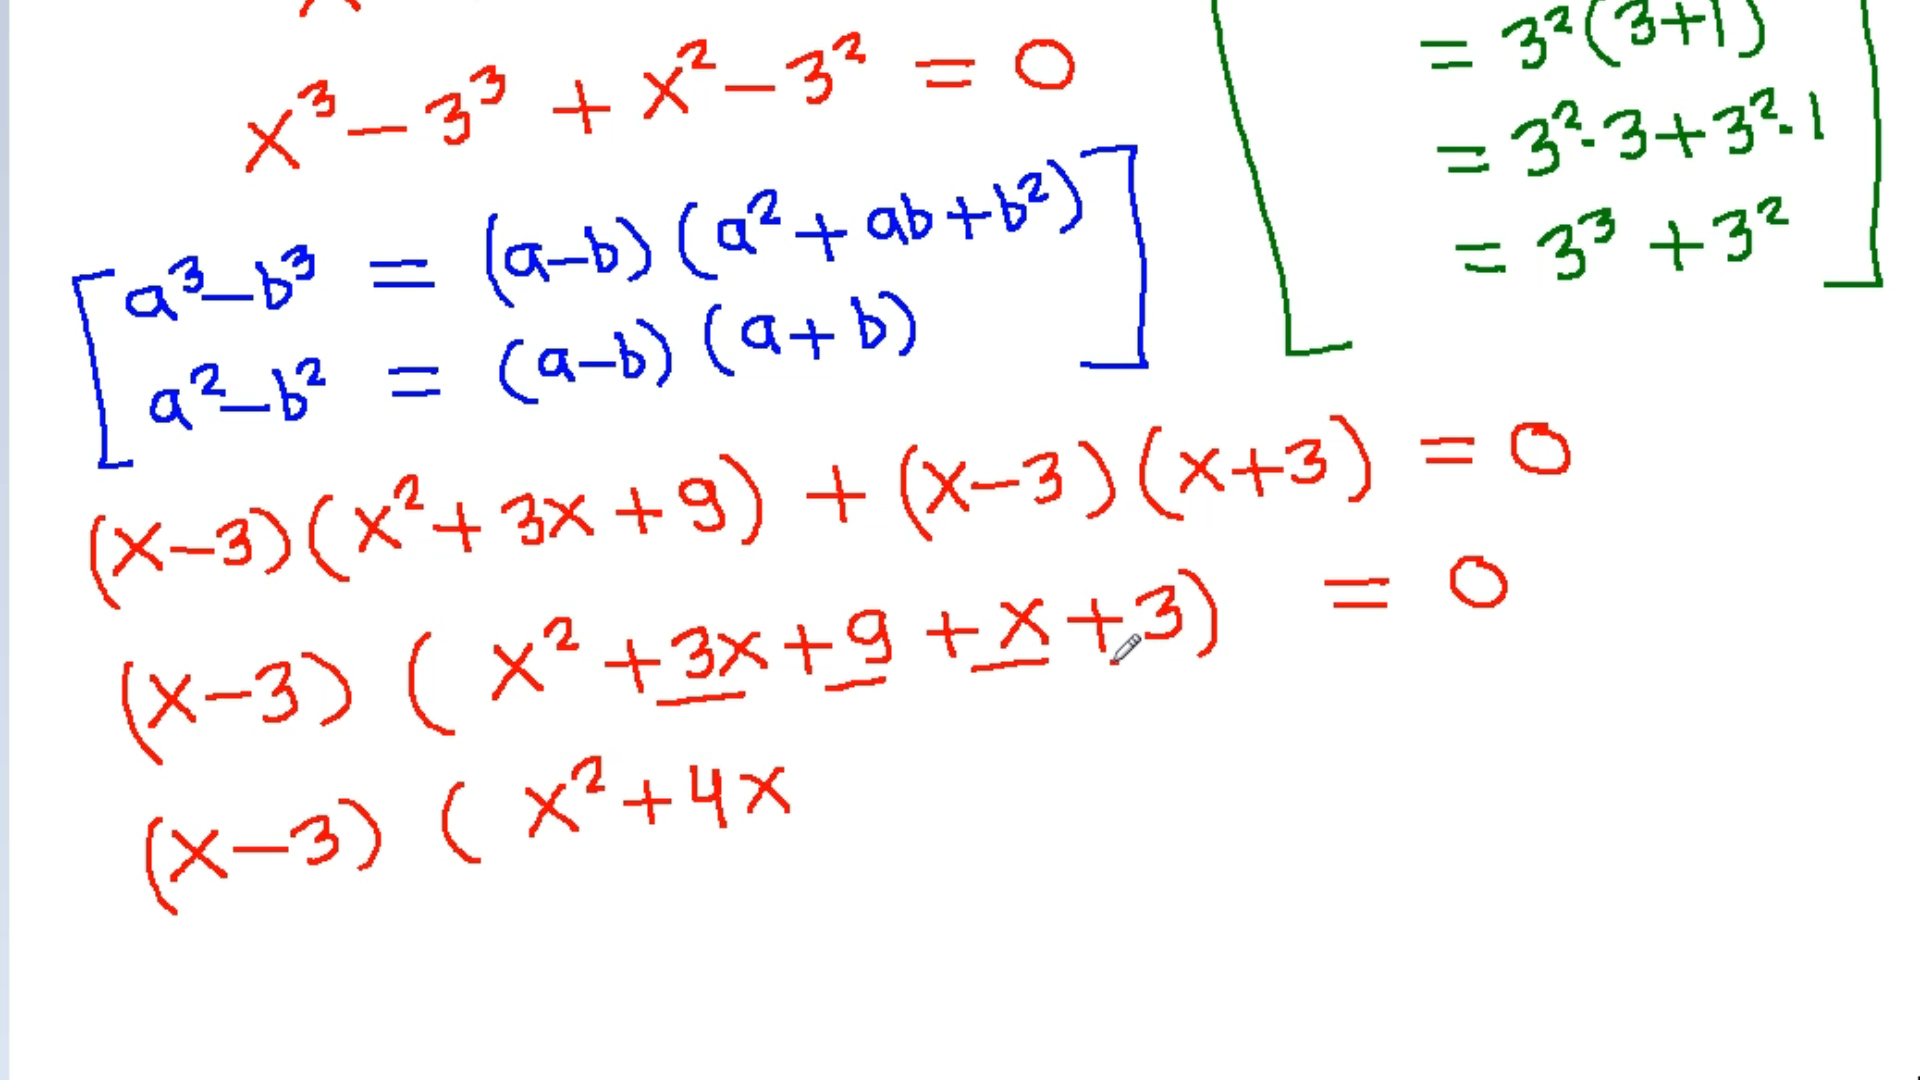 x³ - 3³ + x² - 3² = 0
[a³ - b³ = (a-b)(a² + ab + b²)
a² - b² = (a-b)(a + b)]
= 3²(3+1)
= 3²·3 + 3²·1
= 3³ + 3²]
(x-3)(x² + 3x + 9) + (x-3)(x+3) = 0
(x-3)(x² + 3x + 9 + x + 3) = 0
(x-3)(x² + 4x